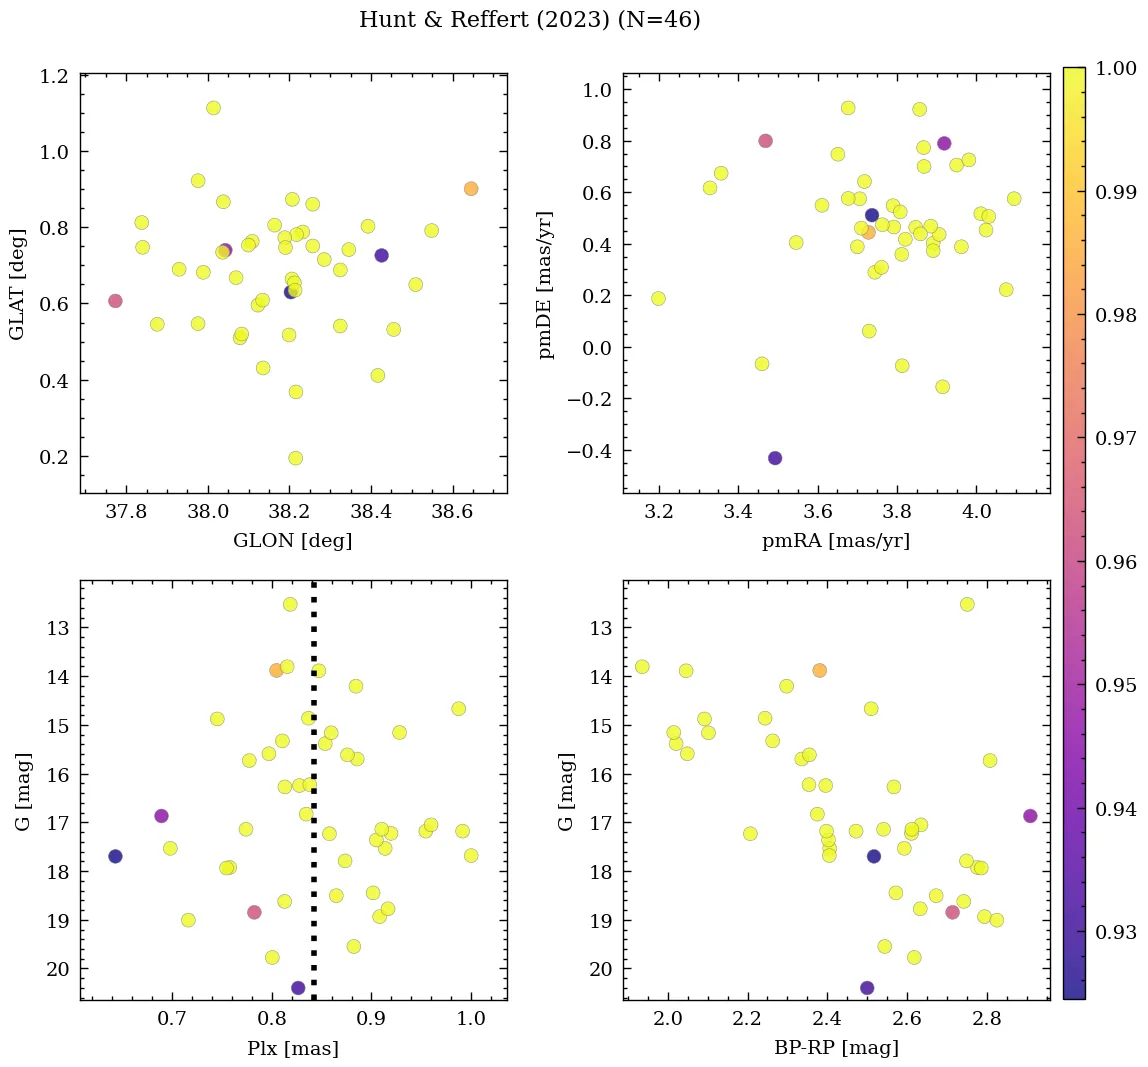 Hunt & Reffert (2023) (N=46)
1.2
1.0
0.8
0.6
0.4
0.2
GLAT [deg]
37.8 38.0 38.2 38.4 38.6
GLON [deg]
1.0
0.8
0.6
0.4
0.2
0.0
−0.2
−0.4
pmDE [mas/yr]
3.2 3.4 3.6 3.8 4.0
pmRA [mas/yr]
13
14
15
16
17
18
19
20
G [mag]
0.7 0.8 0.9 1.0
Plx [mas]
13
14
15
16
17
18
19
20
G [mag]
2.0 2.2 2.4 2.6 2.8
BP-RP [mag]
1.00
0.99
0.98
0.97
0.96
0.95
0.94
0.93